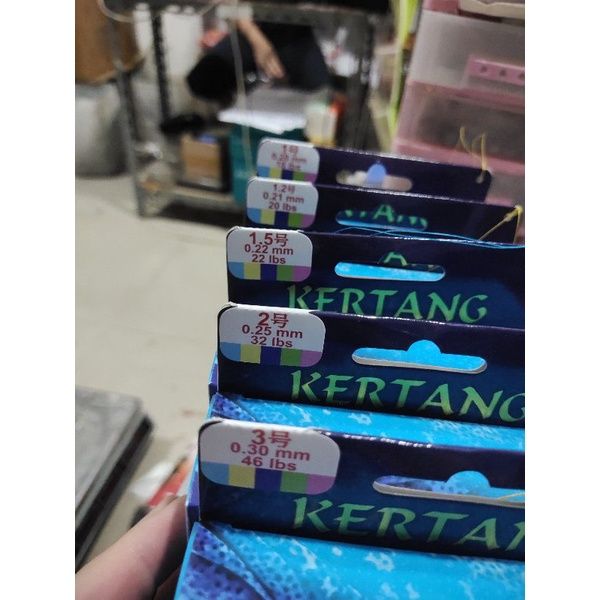 1号
1.2号
0.21 mm
20 lbs
1.5号
0.22 mm
22 lbs
KERTANG
2号
0.25 mm
32 lbs
KERTANG
3号
0.30 mm
46 lbs
KERTAN